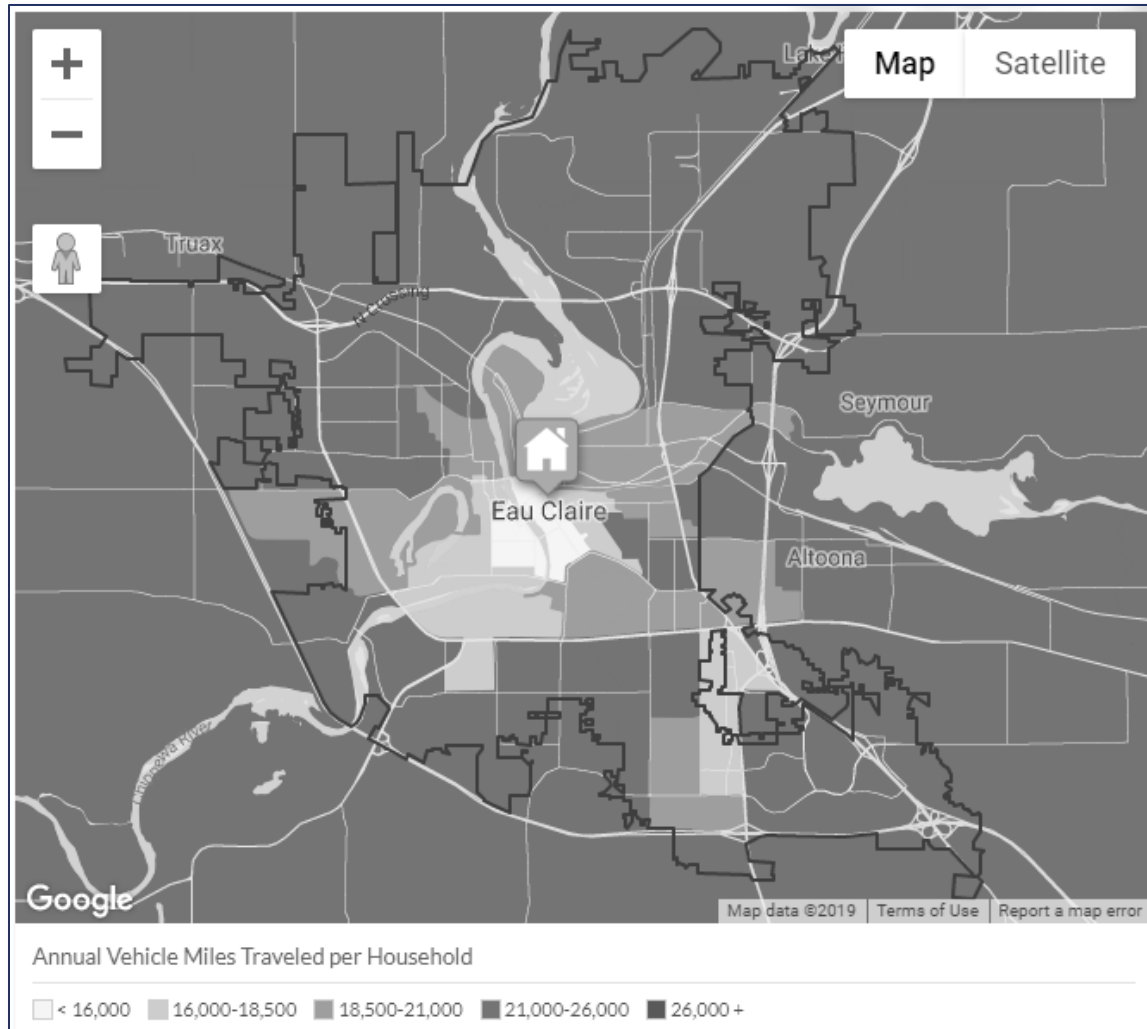 +
Map Satellite
−
Truax
N Crossing
Seymour
Eau Claire
Altoona
Chippewa River
Google
Map data ©2019 Terms of Use Report a map error
Annual Vehicle Miles Traveled per Household
< 16,000 16,000-18,500 18,500-21,000 21,000-26,000 26,000 +